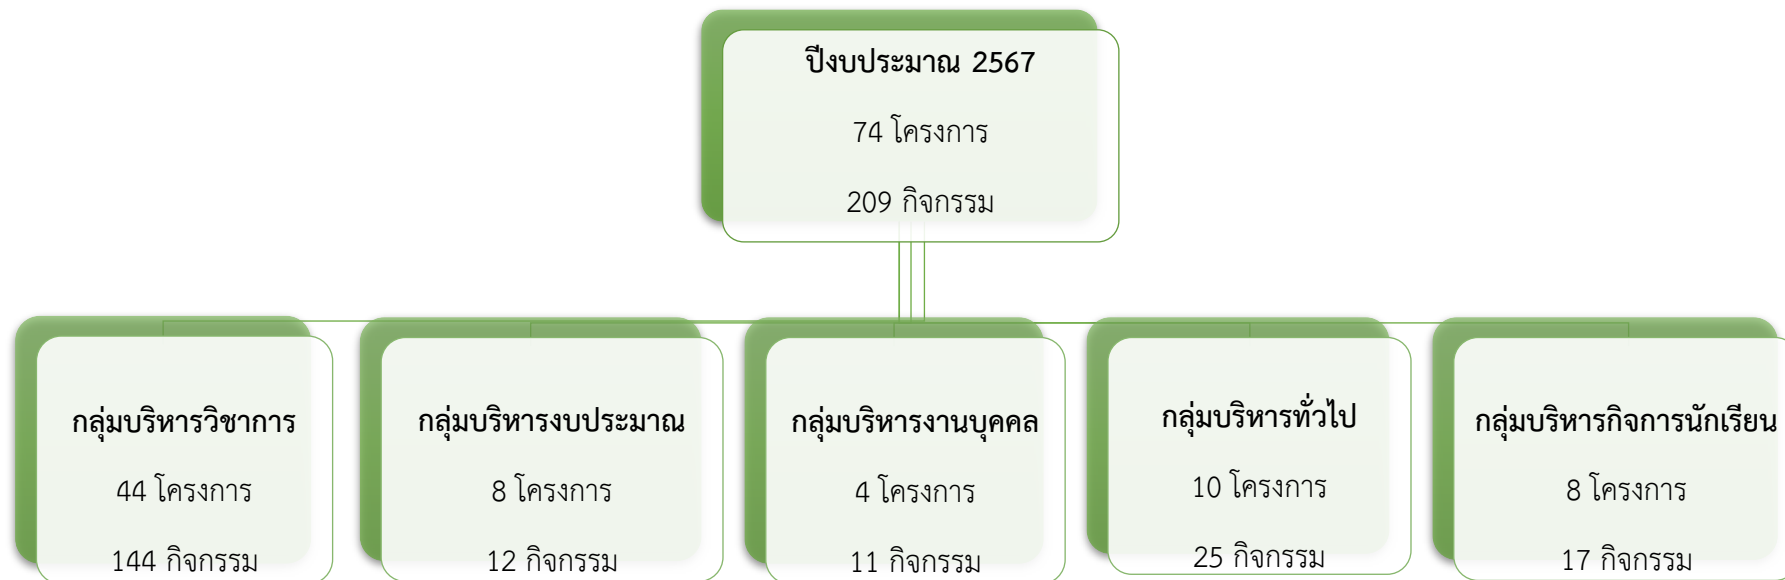 ปีงบประมาณ 2567
74 โครงการ
209 กิจกรรม
กลุ่มบริหารวิชาการ
44 โครงการ
144 กิจกรรม
กลุ่มบริหารงบประมาณ
8 โครงการ
12 กิจกรรม
กลุ่มบริหารงานบุคคล
4 โครงการ
11 กิจกรรม
กลุ่มบริหารทั่วไป
10 โครงการ
25 กิจกรรม
กลุ่มบริหารกิจการนักเรียน
8 โครงการ
17 กิจกรรม